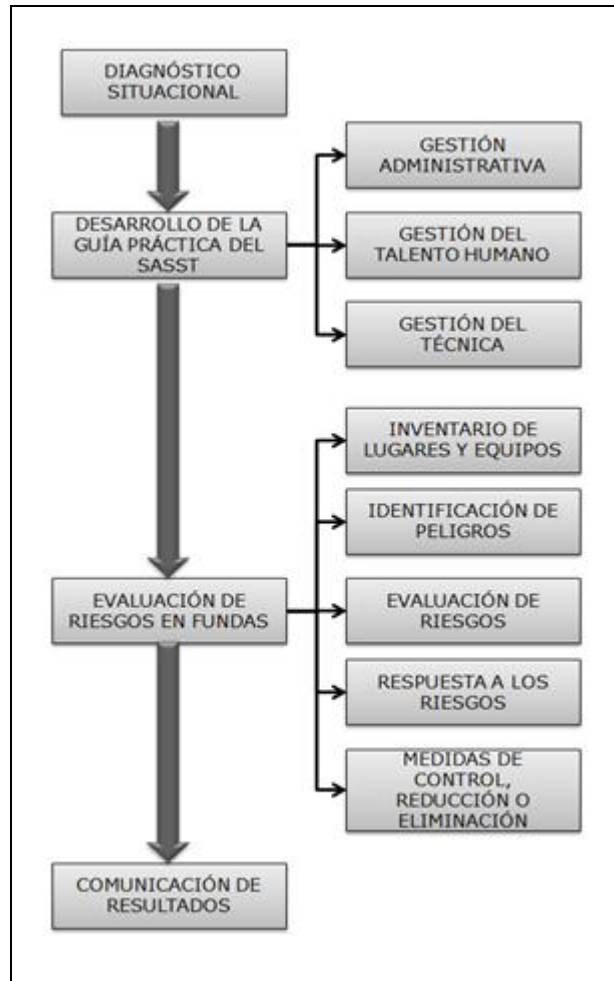 DIAGNÓSTICO
SITUACIONAL
DESARROLLO DE LA
GUÍA PRÁCTICA DEL
SASST
GESTIÓN
ADMINISTRATIVA
GESTIÓN DEL
TALENTO HUMANO
GESTIÓN DEL
TÉCNICA
EVALUACIÓN DE
RIESGOS EN FUNDAS
INVENTARIO DE
LUGARES Y EQUIPOS
IDENTIFICACIÓN DE
PELIGROS
EVALUACIÓN DE
RIESGOS
RESPUESTA A LOS
RIESGOS
MEDIDAS DE
CONTROL,
REDUCCIÓN O
ELIMINACIÓN
COMUNICACIÓN DE
RESULTADOS